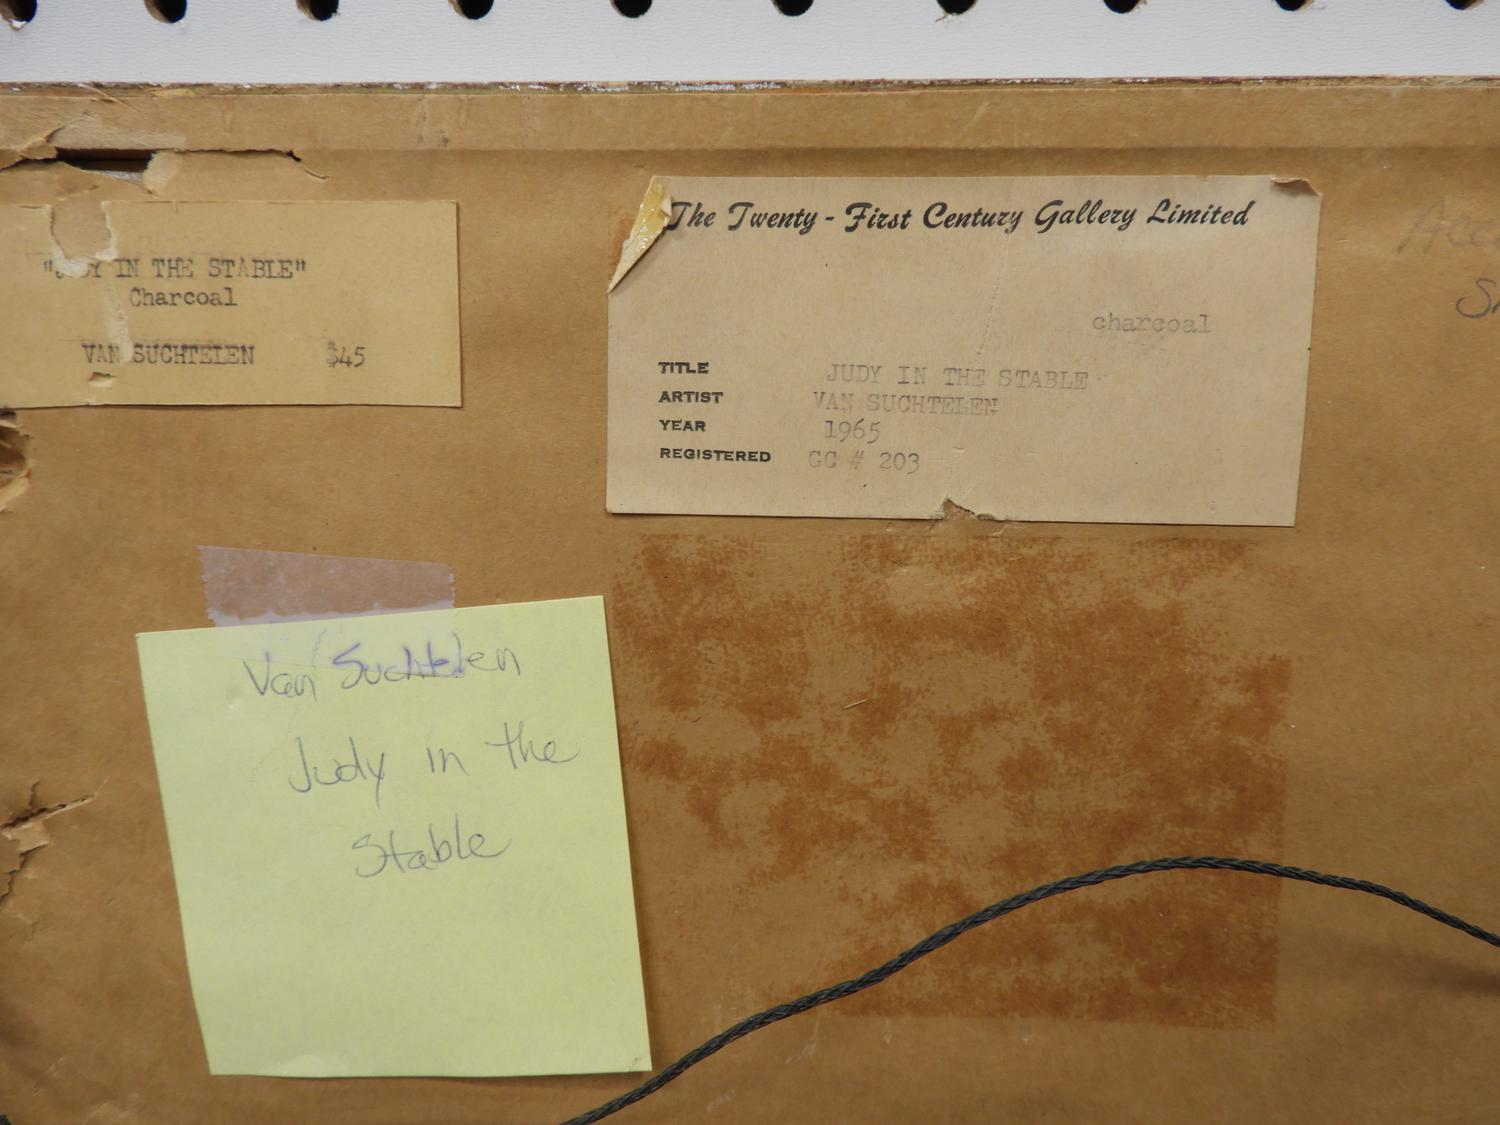 "JUDY IN THE STABLE"
Charcoal
VAN SUCHTELEN $45
The Twenty-First Century Gallery Limited
charcoal
TITLE JUDY IN THE STABLE
ARTIST VAN SUCHTELEN
YEAR 1965
REGISTERED GC # 203
Van Suchtelen
Judy in the
Stable